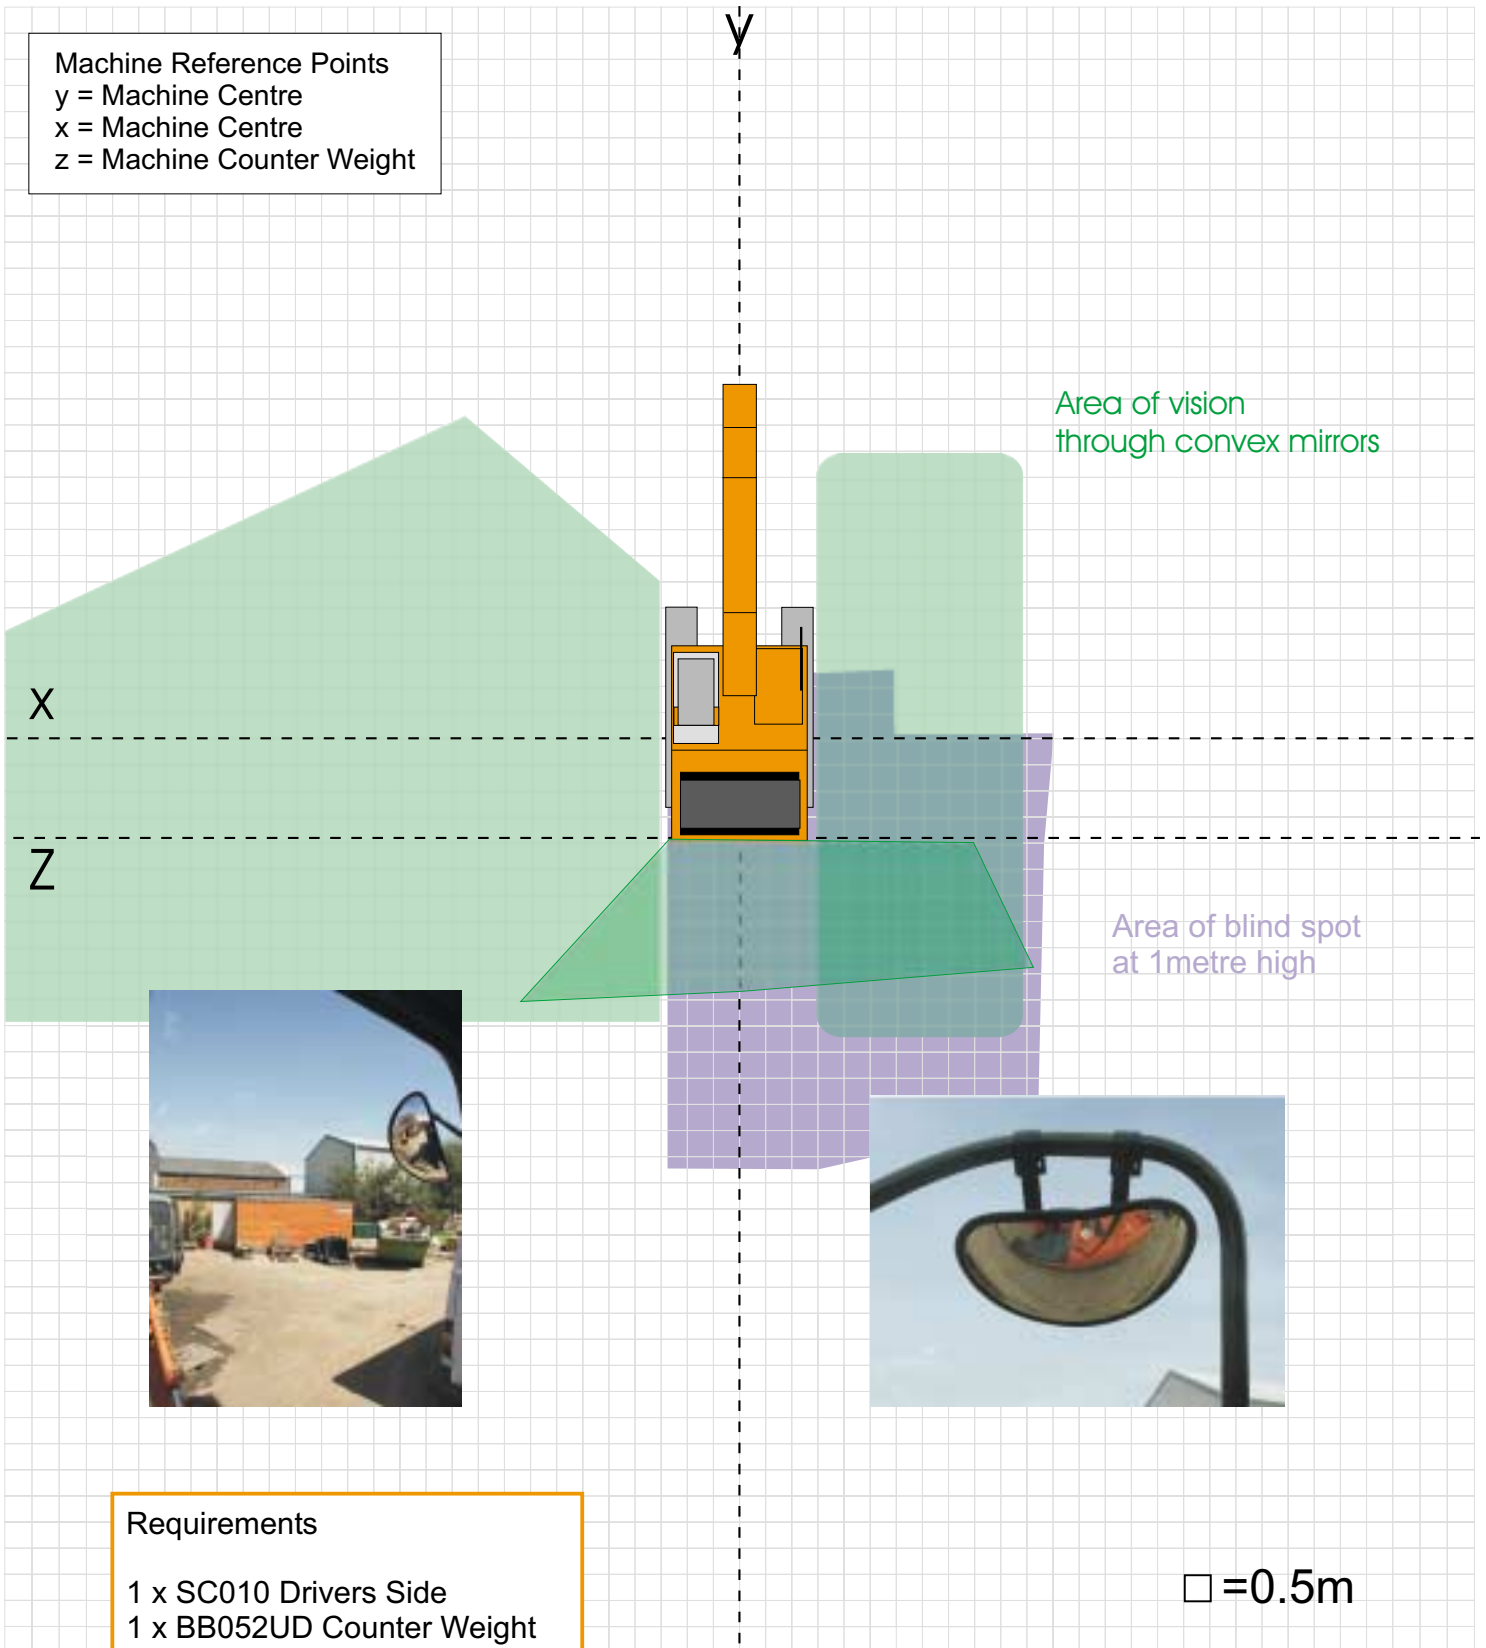 y
Machine Reference Points
y = Machine Centre
x = Machine Centre
z = Machine Counter Weight
Area of vision
through convex mirrors
X
Z
Area of blind spot
at 1metre high
Requirements
1 x SC010 Drivers Side
1 x BB052UD Counter Weight
□ =0.5m